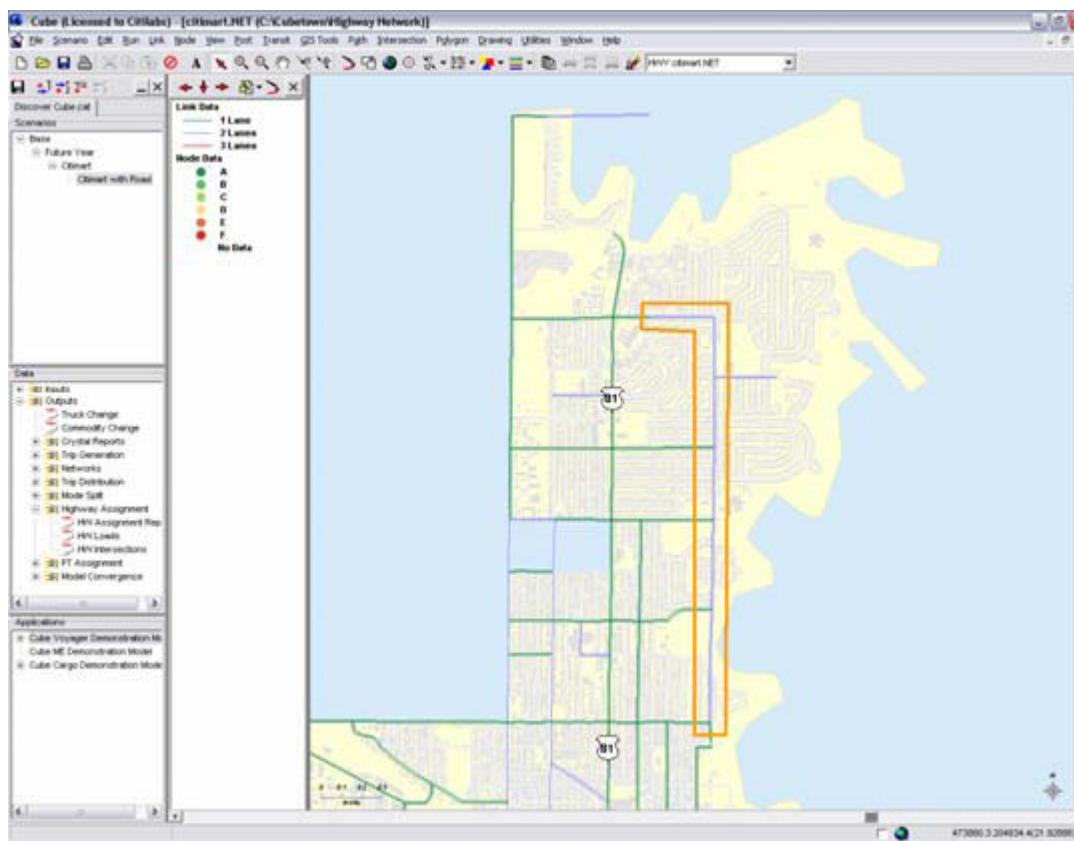 Cube (Licensed to Citilabs) - [citimart.NET (C:\Cubetown\Highway Network)]
File Scenario Edit Run Link Node View Post Transit GIS Tools Path Intersection Polygon Drawing Utilities Window Help
HWY: citimart.NET
Discover Cube.cat
Scenarios
Base
Future Year
Citimart
Citimart with Road
Link Data
1 Lane
2 Lanes
3 Lanes
Node Data
A
B
C
D
E
F
No Data
81
81
Data
Inputs
Outputs
Truck Change
Commodity Change
Crystal Reports
Trip Generation
Networks
Trip Distribution
Mode Split
Highway Assignment
HW Assignment Rep
HW Loads
HW Intersections
PT Assignment
Model Convergence
Applications
Cube Voyager Demonstration Mo
Cube ME Demonstration Model
Cube Cargo Demonstration Mode